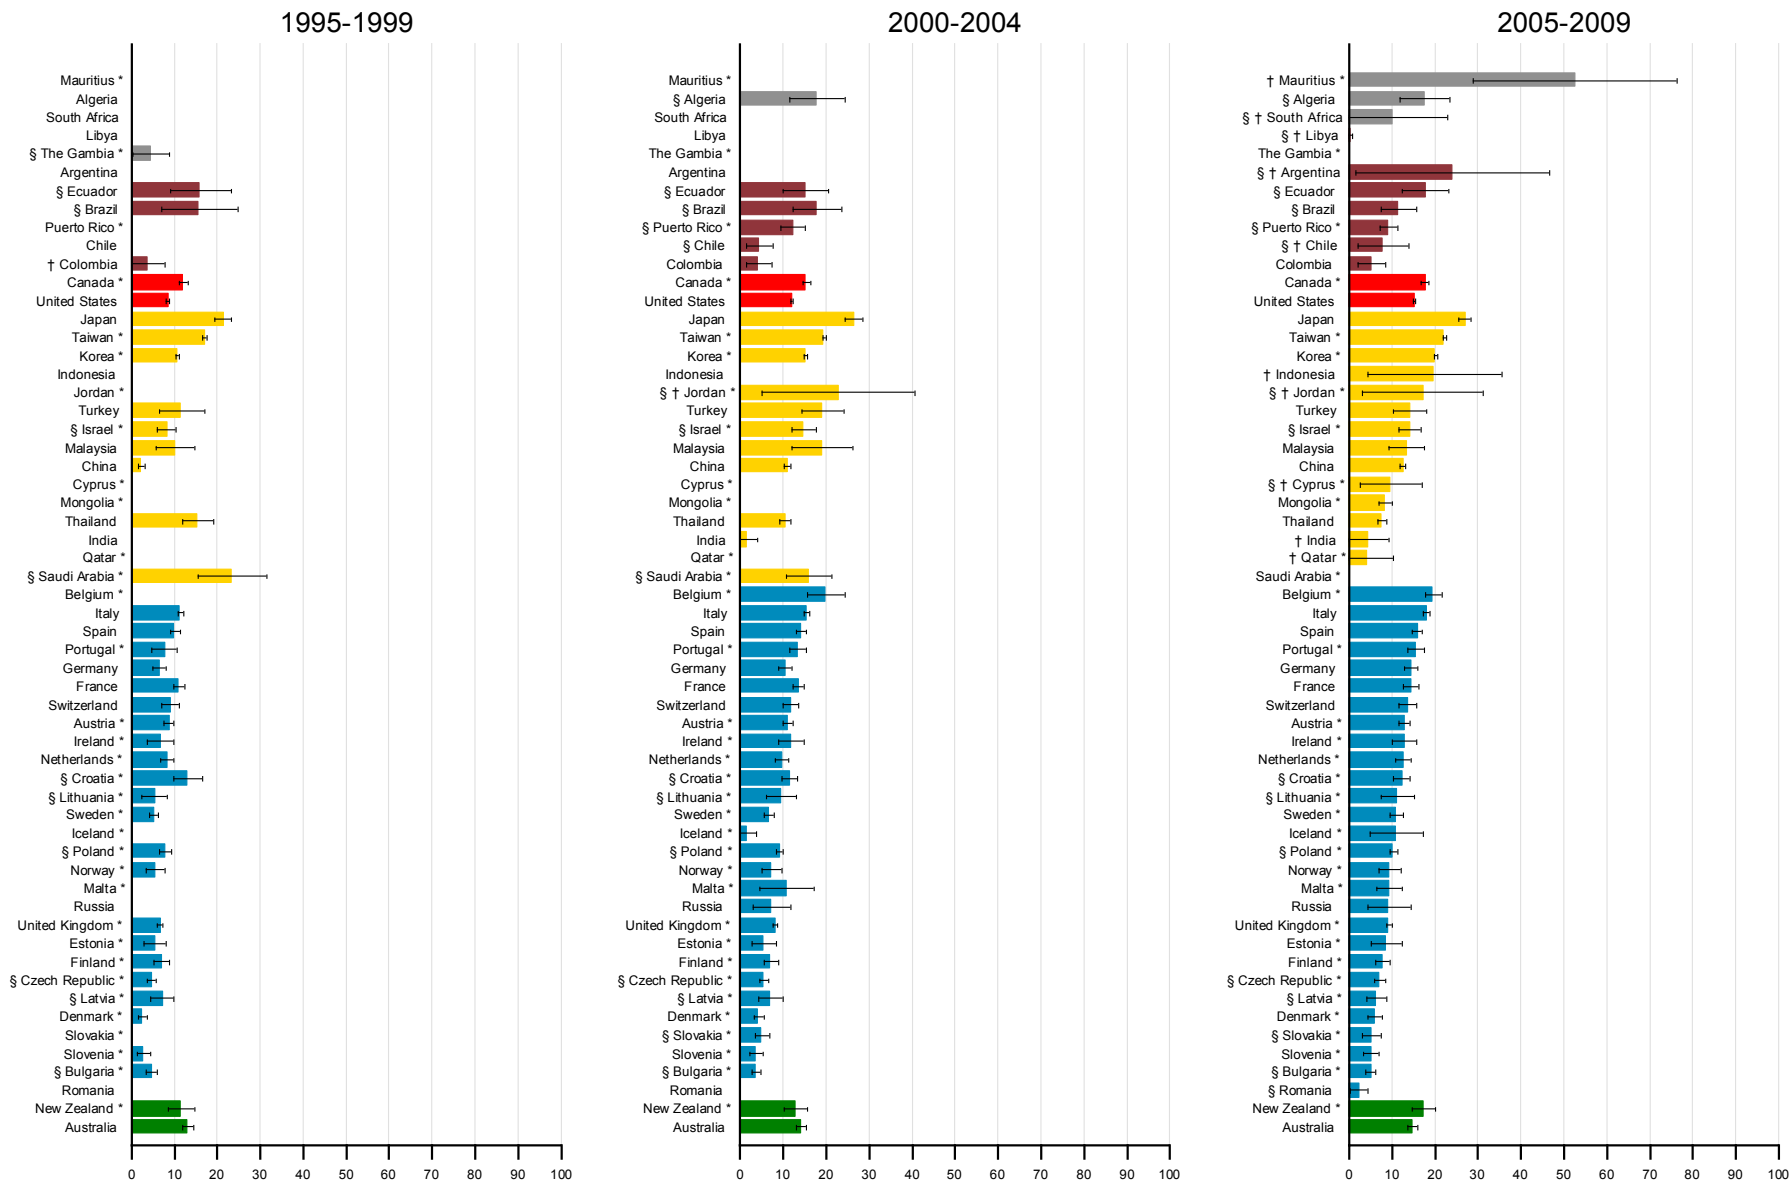 1995-1999
Mauritius *
Algeria
South Africa
Libya
§ The Gambia *
Argentina
§ Ecuador
§ Brazil
Puerto Rico *
Chile
† Colombia
Canada *
United States
Japan
Taiwan *
Korea *
Indonesia
Jordan *
Turkey
§ Israel *
Malaysia
China
Cyprus *
Mongolia *
Thailand
India
Qatar *
§ Saudi Arabia *
Belgium *
Italy
Spain
Portugal *
Germany
France
Switzerland
Austria *
Ireland *
Netherlands *
§ Croatia *
§ Lithuania *
Sweden *
Iceland *
§ Poland *
Norway *
Malta *
Russia
United Kingdom *
Estonia *
Finland *
§ Czech Republic *
§ Latvia *
Denmark *
Slovakia *
Slovenia *
§ Bulgaria *
Romania
New Zealand *
Australia
0 10 20 30 40 50 60 70 80 90 100
2000-2004
Mauritius *
§ Algeria
South Africa
Libya
The Gambia *
Argentina
§ Ecuador
§ Brazil
§ Puerto Rico *
§ Chile
Colombia
Canada *
United States
Japan
Taiwan *
Korea *
Indonesia
§ † Jordan *
Turkey
§ Israel *
Malaysia
China
Cyprus *
Mongolia *
Thailand
India
Qatar *
§ Saudi Arabia *
Belgium *
Italy
Spain
Portugal *
Germany
France
Switzerland
Austria *
Ireland *
Netherlands *
§ Croatia *
§ Lithuania *
Sweden *
Iceland *
§ Poland *
Norway *
Malta *
Russia
United Kingdom *
Estonia *
Finland *
§ Czech Republic *
§ Latvia *
Denmark *
§ Slovakia *
Slovenia *
§ Bulgaria *
Romania
New Zealand *
Australia
0 10 20 30 40 50 60 70 80 90 100
2005-2009
† Mauritius *
§ Algeria
§ † South Africa
§ † Libya
The Gambia *
§ † Argentina
§ Ecuador
§ Brazil
§ Puerto Rico *
§ † Chile
Colombia
Canada *
United States
Japan
Taiwan *
Korea *
† Indonesia
§ † Jordan *
Turkey
§ Israel *
Malaysia
China
§ † Cyprus *
Mongolia *
Thailand
† India
† Qatar *
Saudi Arabia *
Belgium *
Italy
Spain
Portugal *
Germany
France
Switzerland
Austria *
Ireland *
Netherlands *
§ Croatia *
§ Lithuania *
Sweden *
Iceland *
§ Poland *
Norway *
Malta *
Russia
United Kingdom *
Estonia *
Finland *
§ Czech Republic *
§ Latvia *
Denmark *
§ Slovakia *
Slovenia *
§ Bulgaria *
§ Romania
New Zealand *
Australia
0 10 20 30 40 50 60 70 80 90 100